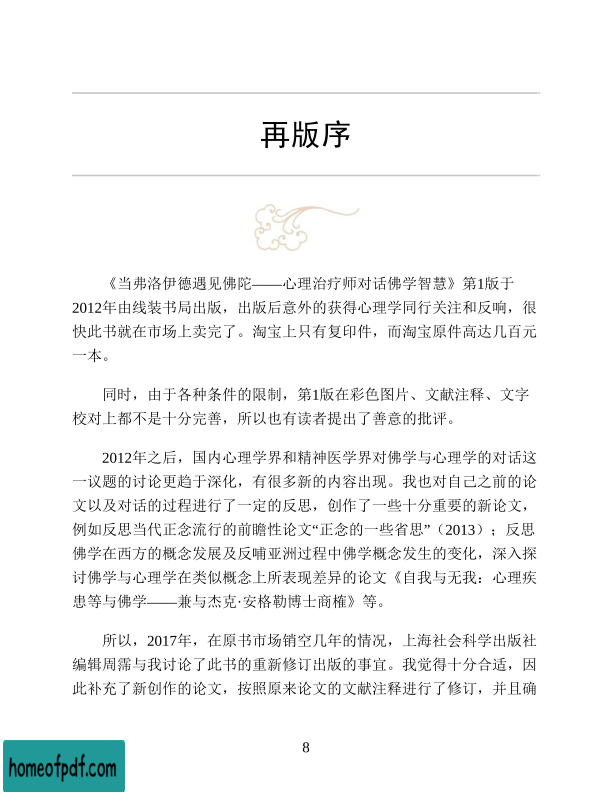 再版序
《当弗洛伊德遇见佛陀——心理治疗师对话佛学智慧》第1版于
2012年由线装书局出版，出版后意外的获得心理学同行关注和反响，很
快此书就在市场上卖完了。淘宝上只有复印件，而淘宝原件高达几百元
一本。
同时，由于各种条件的限制，第1版在彩色图片、文献注释、文字
校对上都不是十分完善，所以也有读者提出了善意的批评。
2012年之后，国内心理学界和精神医学界对佛学与心理学的对话这
一议题的讨论更趋于深化，有很多新的内容出现。我也对自己之前的论
文以及对话的过程进行了一定的反思，创作了一些十分重要的新论文，
例如反思当代正念流行的前瞻性论文“正念的一些省思”（2013）；反思
佛学在西方的概念发展及反哺亚洲过程中佛学概念发生的变化，深入探
讨佛学与心理学在类似概念上所表现差异的论文《自我与无我：心理疾
患等与佛学——兼与杰克·安格勒博士商榷》等。
所以，2017年，在原书市场销空几年的情况，上海社会科学出版社
编辑周霈与我讨论了此书的重新修订出版的事宜。我觉得十分合适，因
此补充了新创作的论文，按照原来论文的文献注释进行了修订，并且确
8
homeofpdf.com